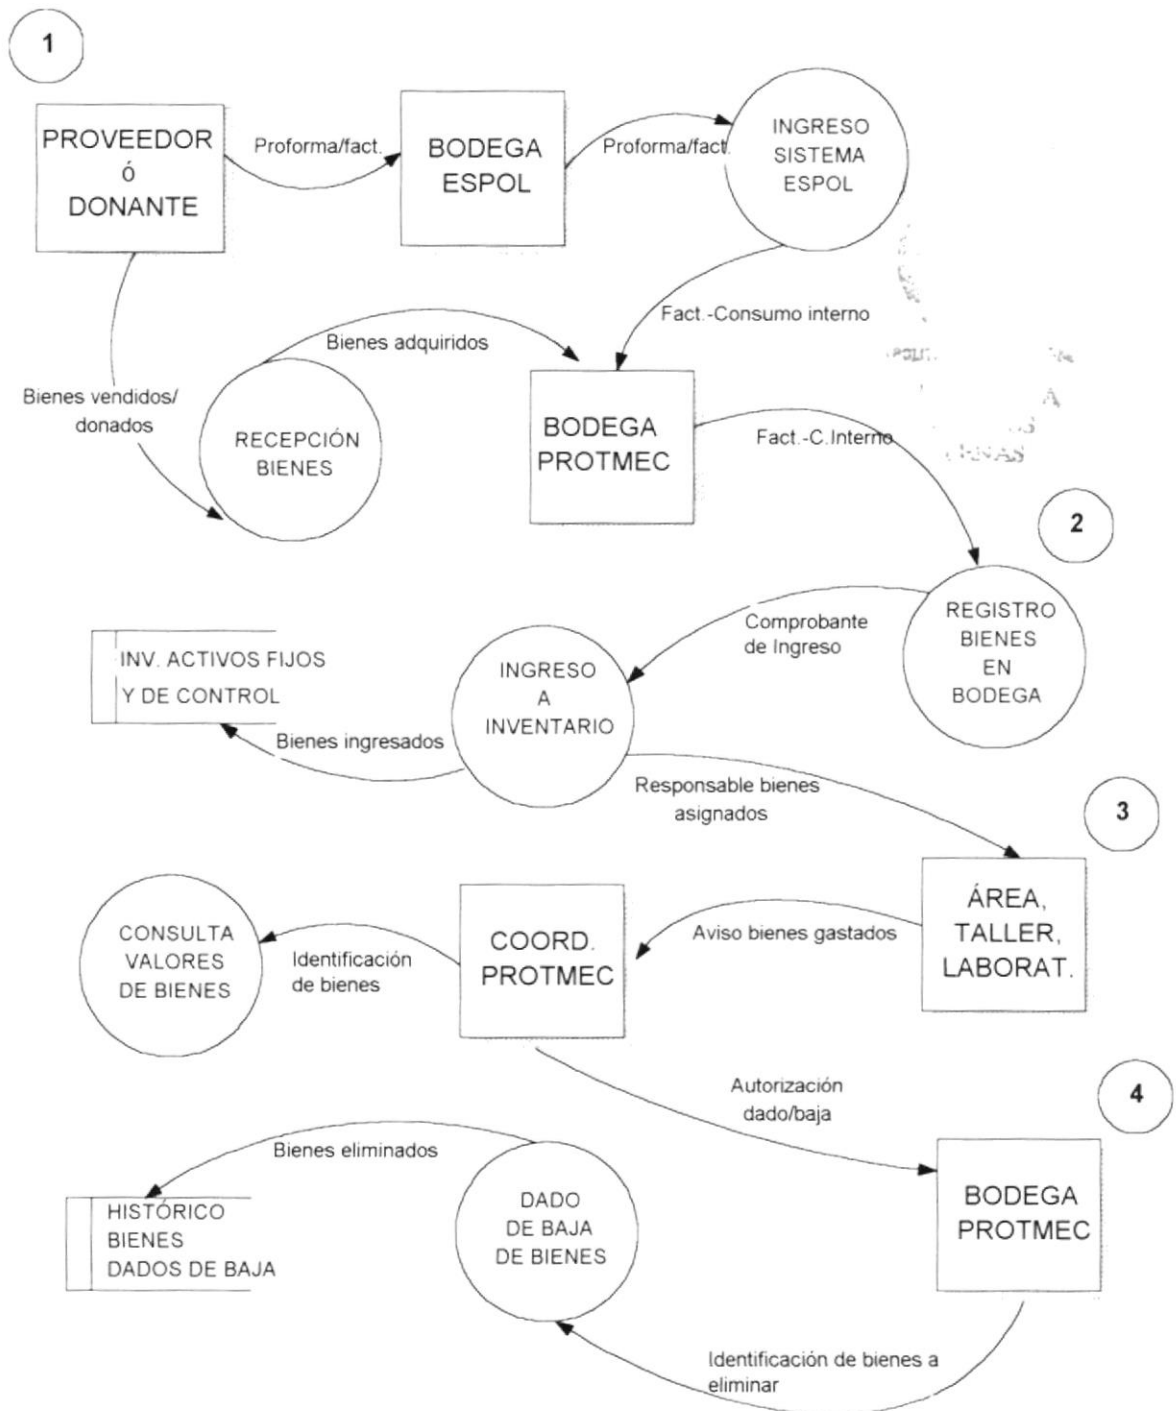 1
PROVEEDOR
ó
DONANTE
Proforma/fact.
BODEGA
ESPOL
Proforma/fact.
INGRESO
SISTEMA
ESPOL
Fact.-Consumo interno
Bienes adquiridos
Bienes vendidos/
donados
RECEPCIÓN
BIENES
BODEGA
PROTMEC
Fact.-C.Interno
2
REGISTRO
BIENES
EN
BODEGA
Comprobante
de Ingreso
INGRESO
A
INVENTARIO
INV. ACTIVOS FIJOS
Y DE CONTROL
Bienes ingresados
Responsable bienes
asignados
3
ÁREA,
TALLER,
LABORAT.
Aviso bienes gastados
COORD.
PROTMEC
Identificación
de bienes
CONSULTA
VALORES
DE BIENES
Autorización
dado/baja
4
BODEGA
PROTMEC
Bienes eliminados
DADO
DE BAJA
DE BIENES
HISTÓRICO
BIENES
DADOS DE BAJA
Identificación de bienes a
eliminar